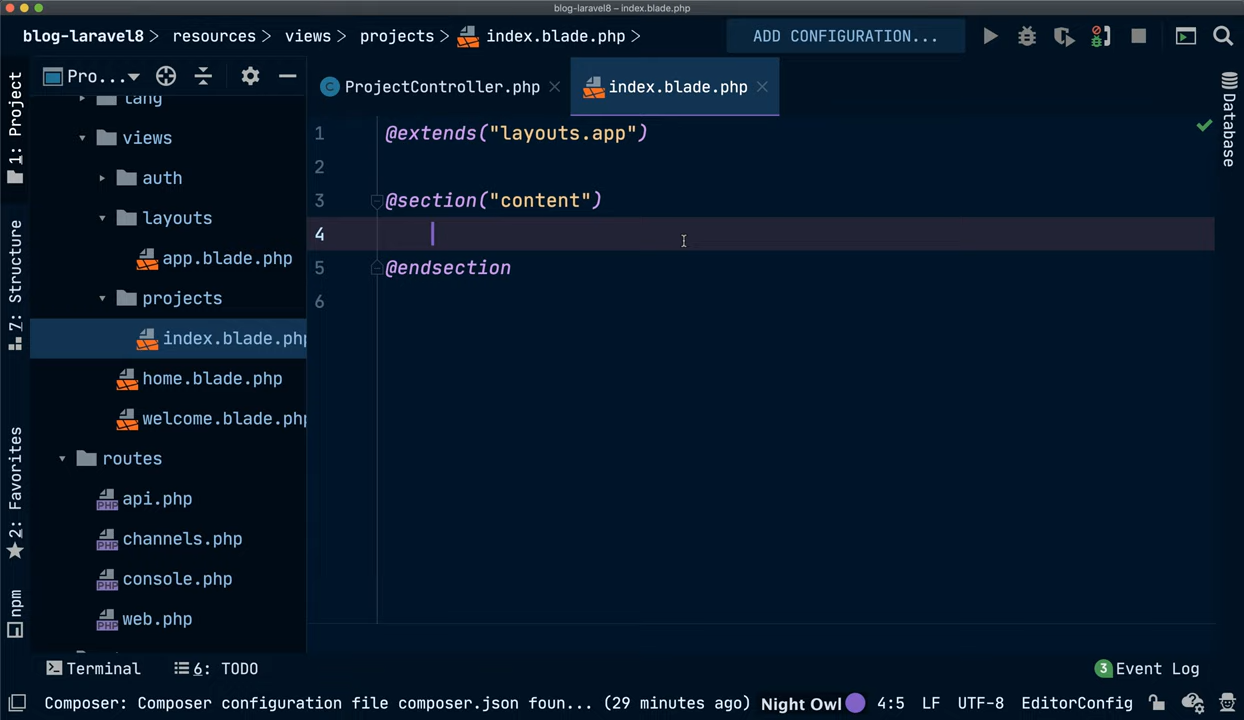 blog-laravel8 – index.blade.php
blog-laravel8 > resources > views > projects > index.blade.php >
ADD CONFIGURATION...
1: Project
7: Structure
2: Favorites
npm
Pro...
lang
views
auth
layouts
app.blade.php
projects
index.blade.php
home.blade.php
welcome.blade.php
routes
api.php
channels.php
console.php
web.php
ProjectController.php
index.blade.php
1 @extends("layouts.app")
2
3 @section("content")
4
5 @endsection
6
Database
Terminal
6: TODO
3 Event Log
Composer: Composer configuration file composer.json foun... (29 minutes ago) Night Owl 4:5 LF UTF-8 EditorConfig